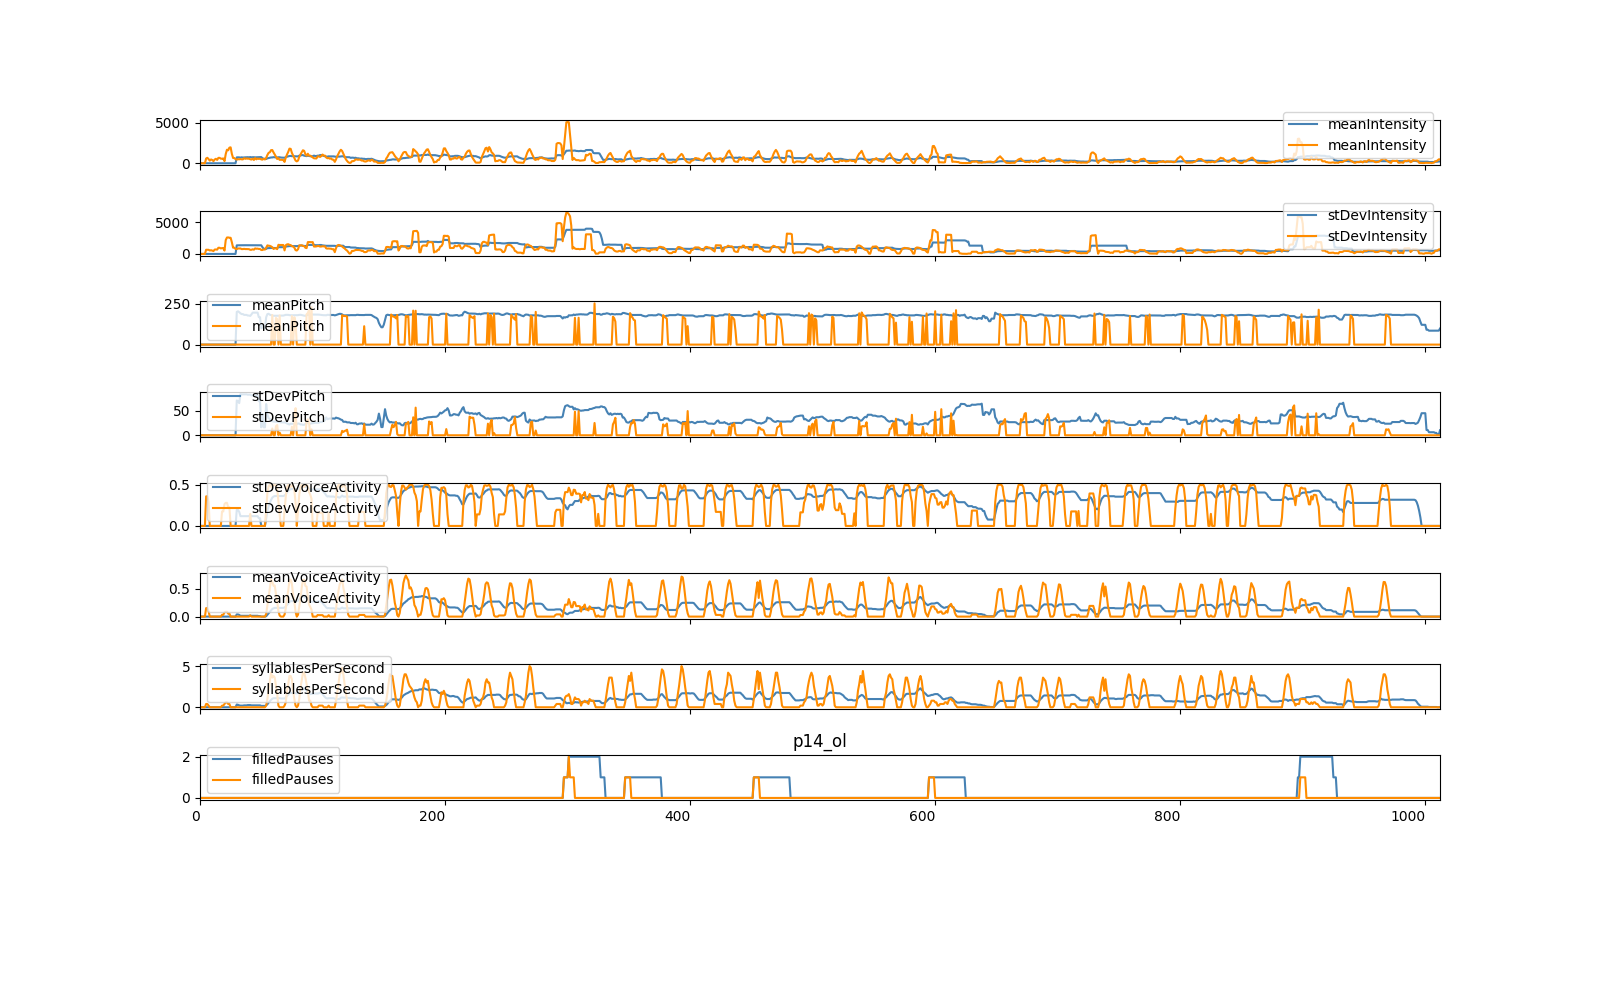 5000
0
meanIntensity
meanIntensity
5000
0
stDevIntensity
stDevIntensity
250
0
meanPitch
meanPitch
50
0
stDevPitch
stDevPitch
0.5
0.0
stDevVoiceActivity
stDevVoiceActivity
0.5
0.0
meanVoiceActivity
meanVoiceActivity
5
0
syllablesPerSecond
syllablesPerSecond
p14_ol
2
0
filledPauses
filledPauses
0 200 400 600 800 1000